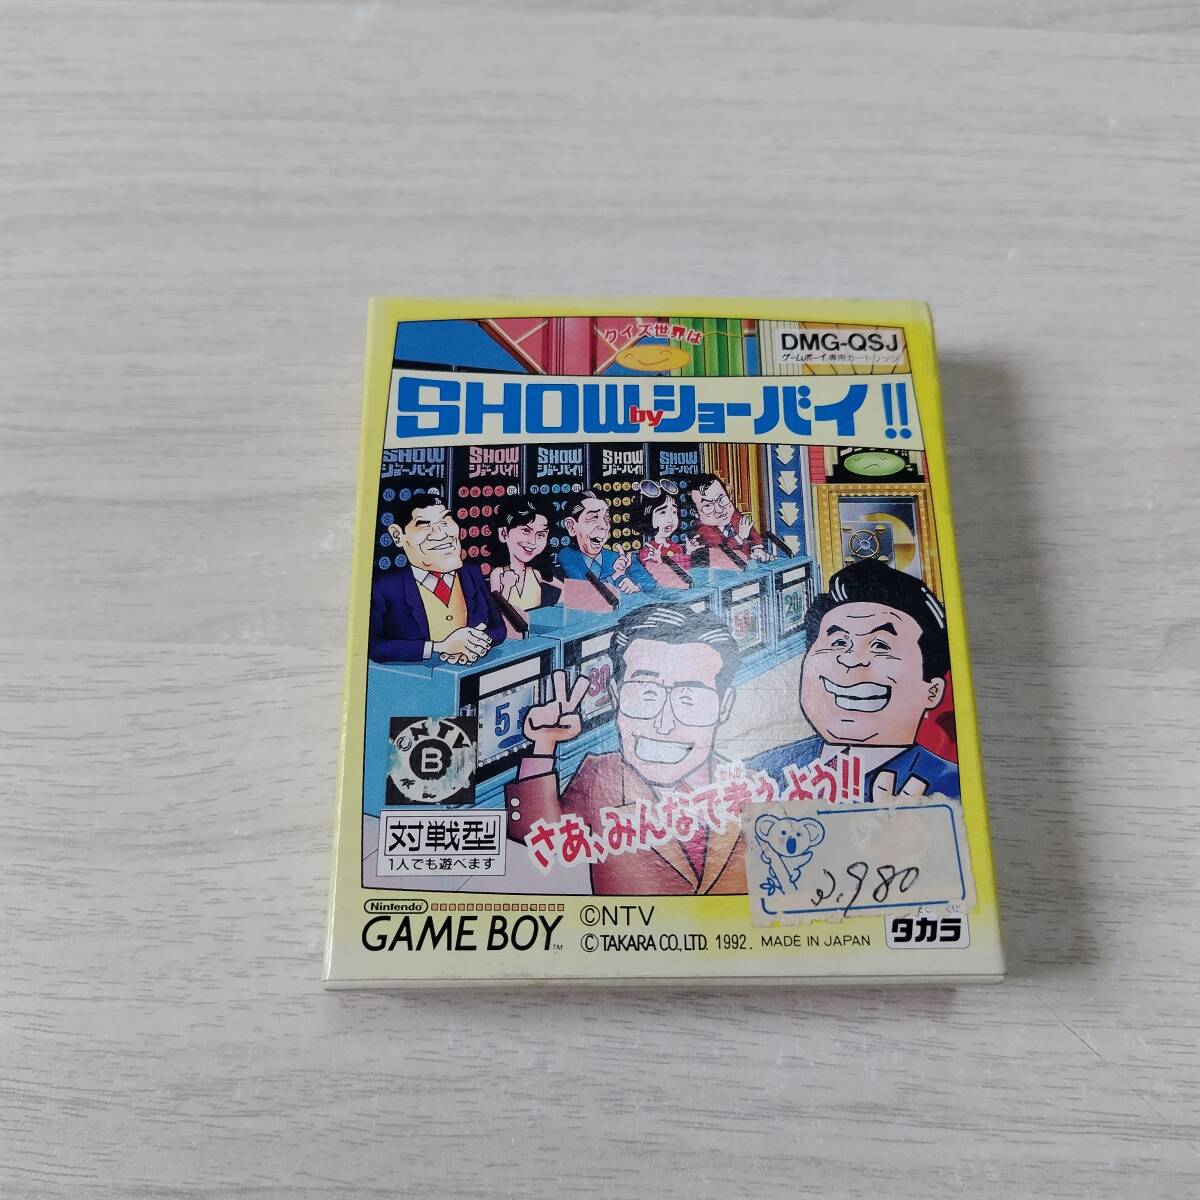 クイズ世界は
DMG-QSJ
ゲームボーイ専用カートリッジ
SHOW by ショーバイ!!
SHOW SHOW SHOW SHOW
ショーバイ!! ショーバイ!! ショーバイ!! ショーバイ!! ショーバイ!!
20
30
5
NTV
B
かんが
さあ、みんなで考えよう!!
対戦型
1人でも遊べます
2.980
Nintendo
GAME BOY TM
©NTV
©TAKARA CO., LTD. 1992. MADE IN JAPAN
タカラ